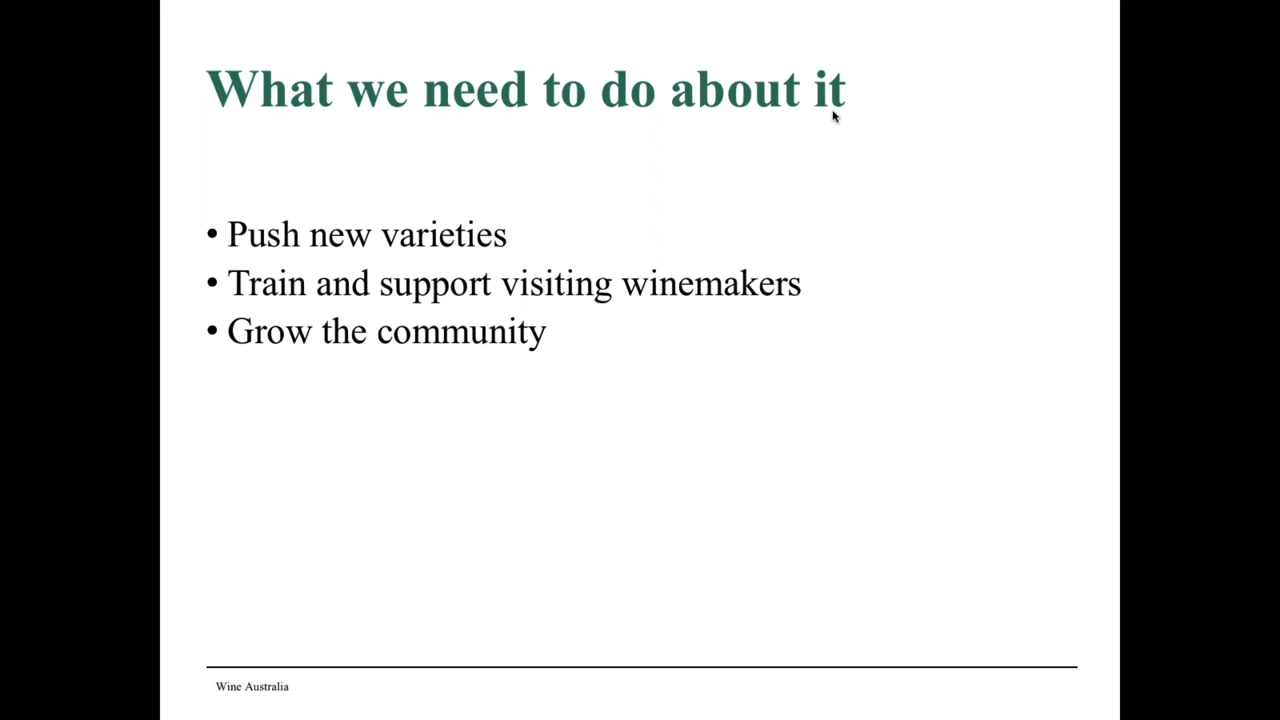 What we need to do about it
• Push new varieties
• Train and support visiting winemakers
• Grow the community
Wine Australia